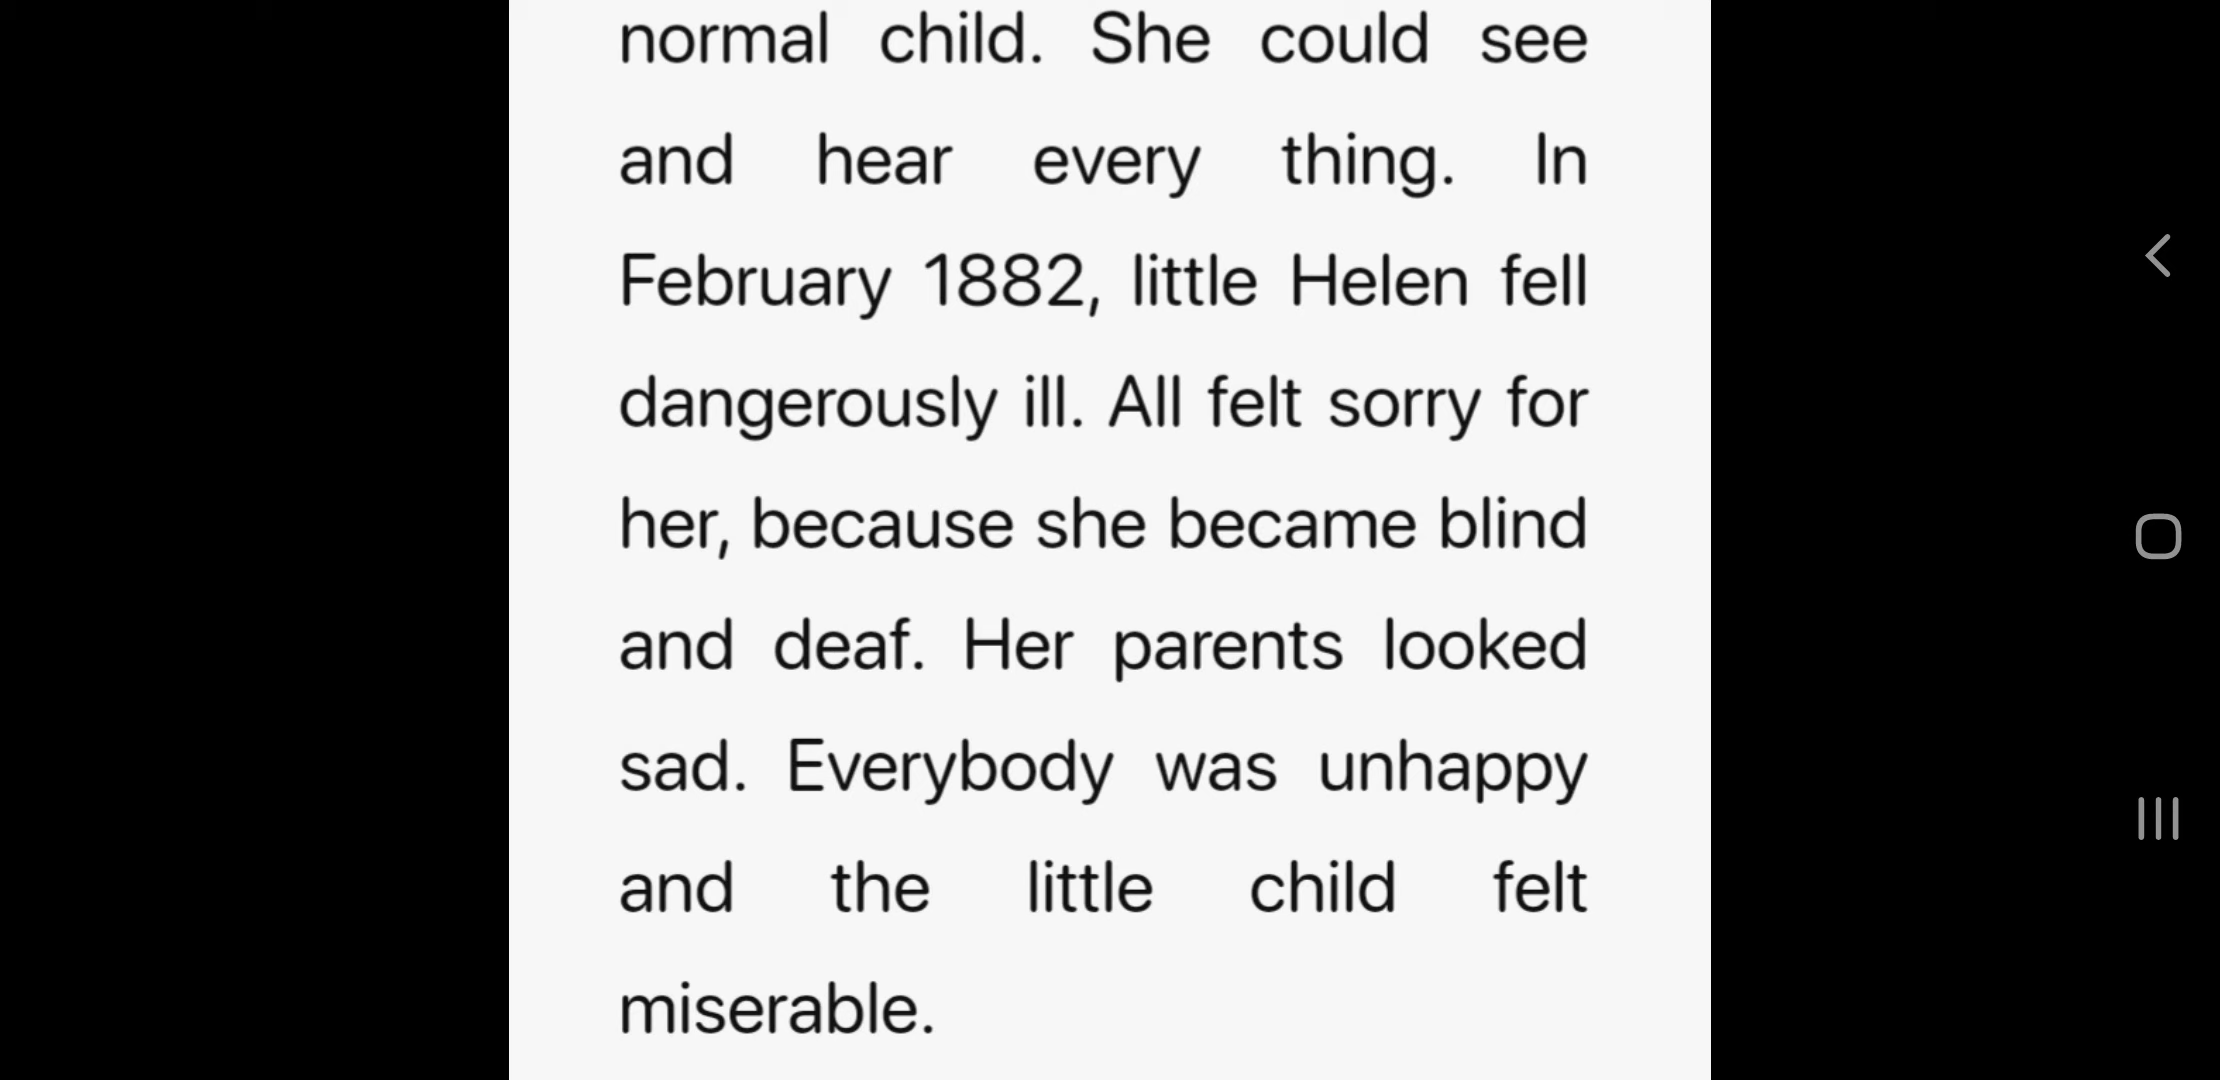 normal child. She could see
and hear every thing. In
February 1882, little Helen fell
dangerously ill. All felt sorry for
her, because she became blind
and deaf. Her parents looked
sad. Everybody was unhappy
and the little child felt
miserable.